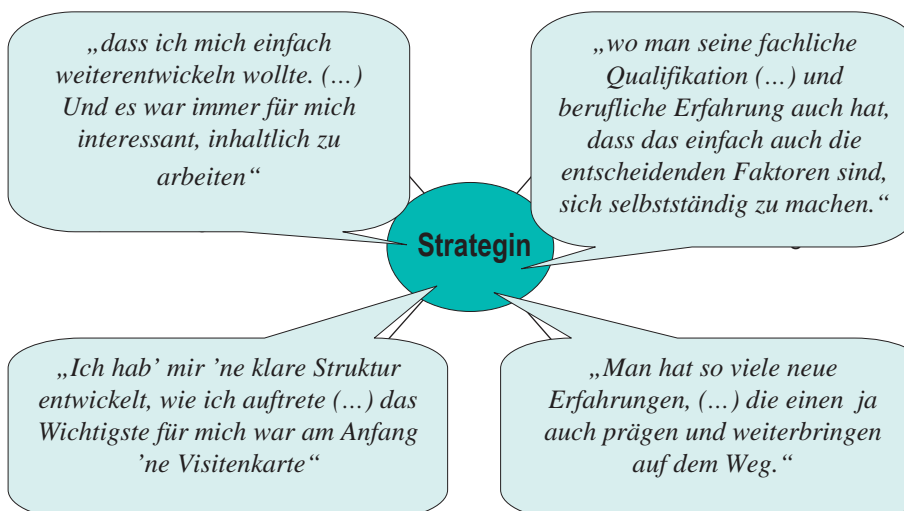 „dass ich mich einfach
weiterentwickeln wollte. (…)
Und es war immer für mich
interessant, inhaltlich zu
arbeiten“
„wo man seine fachliche
Qualifikation (…) und
berufliche Erfahrung auch hat,
dass das einfach auch die
entscheidenden Faktoren sind,
sich selbstständig zu machen.“
Strategin
„Ich hab’ mir ’ne klare Struktur
entwickelt, wie ich auftrete (…) das
Wichtigste für mich war am Anfang
’ne Visitenkarte“
„Man hat so viele neue
Erfahrungen, (…) die einen ja
auch prägen und weiterbringen
auf dem Weg.“